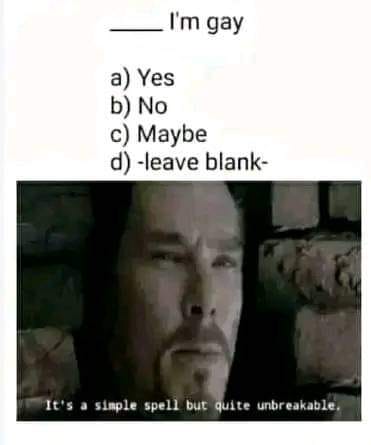 _____ I'm gay
a) Yes
b) No
c) Maybe
d) -leave blank-
It's a simple spell but quite unbreakable.